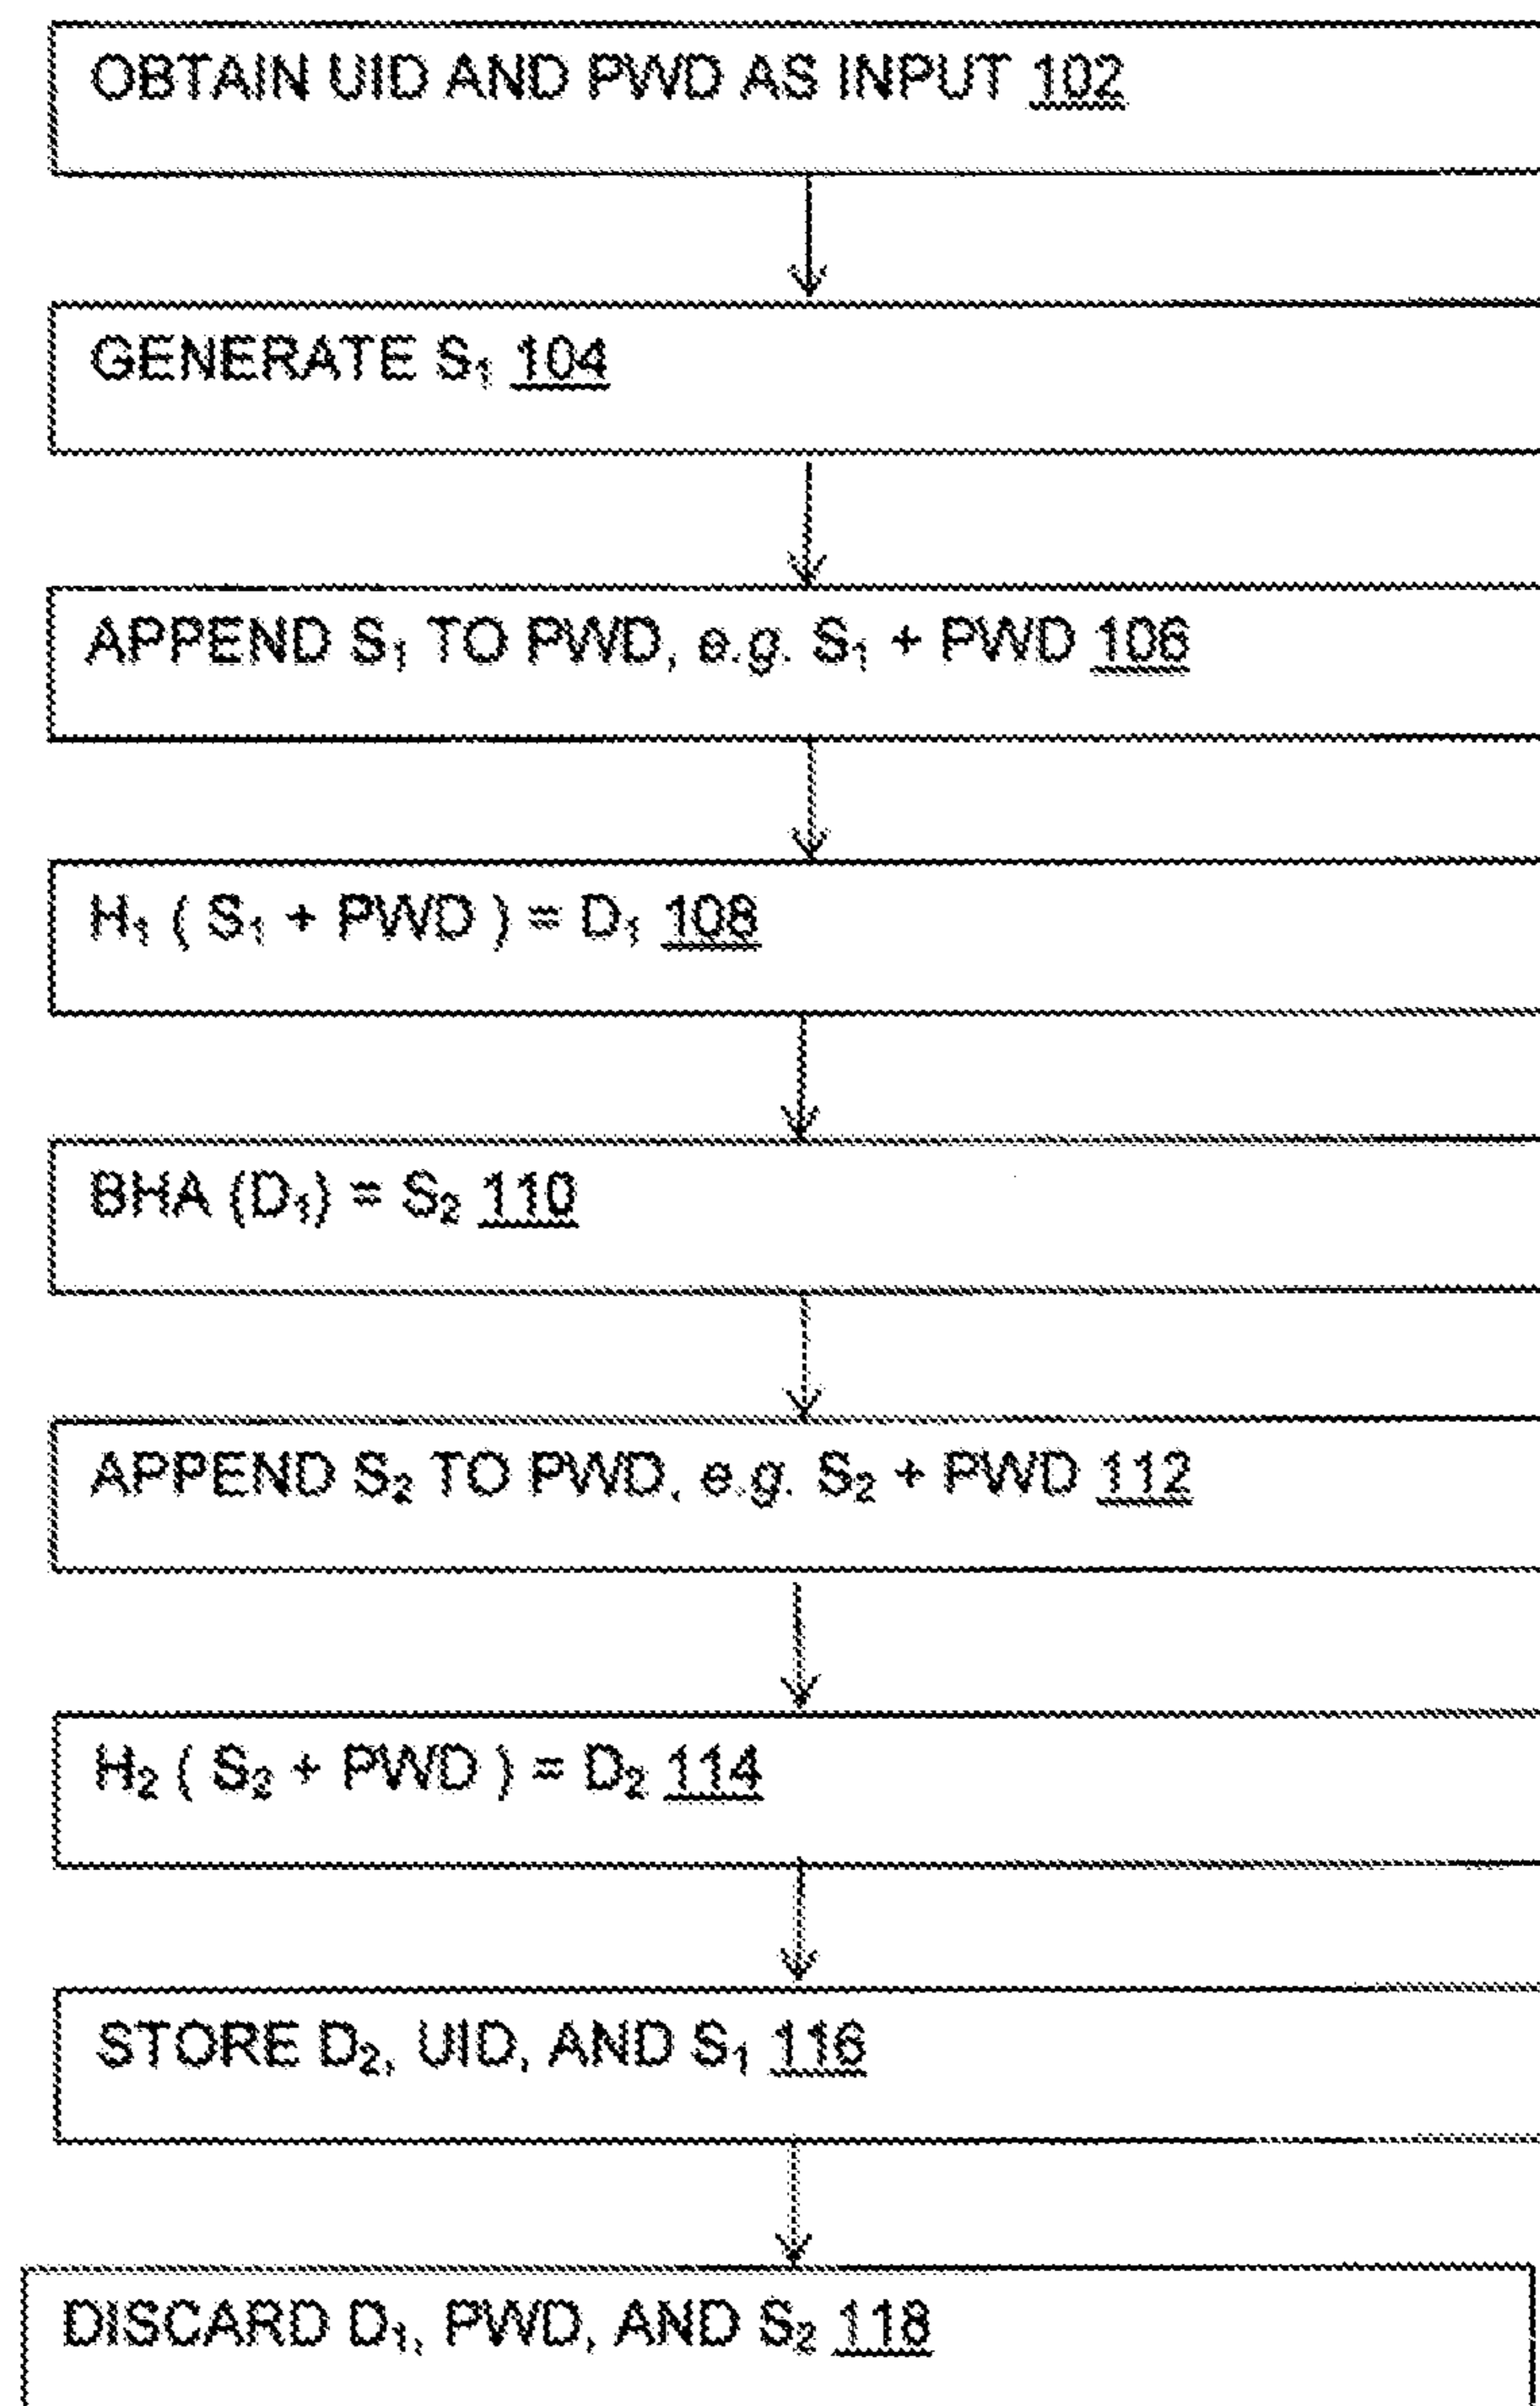 OBTAIN UID AND PWD AS INPUT 102
GENERATE S₁ 104
APPEND S₁ TO PWD, e.g. S₁ + PWD 106
H₁ ( S₁ + PWD ) = D₁ 108
BHA (D₁) = S₂ 110
APPEND S₂ TO PWD, e.g. S₂ + PWD 112
H₂ ( S₂ + PWD ) = D₂ 114
STORE D₂, UID, AND S₁ 116
DISCARD D₁, PWD, AND S₂ 118